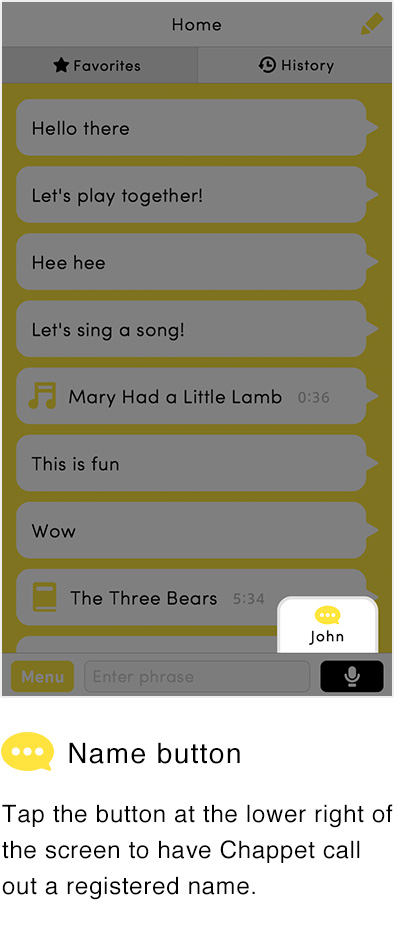 Home
Favorites
History
Hello there
Let's play together!
Hee hee
Let's sing a song!
Mary Had a Little Lamb 0:36
This is fun
Wow
The Three Bears 5:34
John
Menu
Enter phrase
Name button
Tap the button at the lower right of
the screen to have Chappet call
out a registered name.